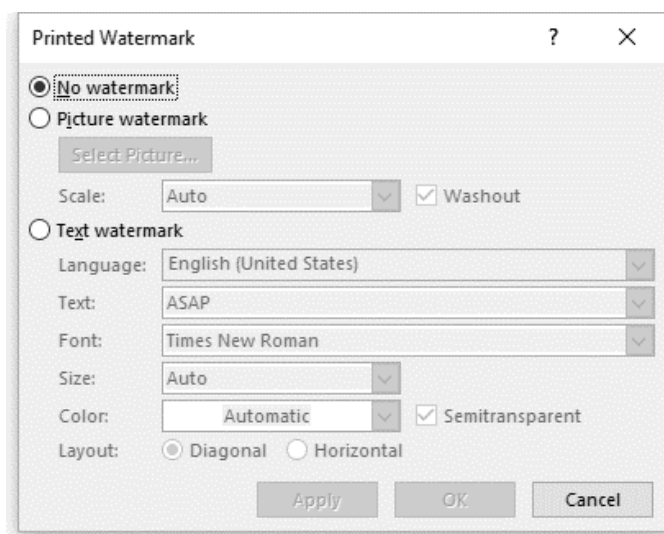 Printed Watermark ?
No watermark
Picture watermark
Select Picture...
Scale: Auto Washout
Text watermark
Language: English (United States)
Text: ASAP
Font: Times New Roman
Size: Auto
Color: Automatic Semitransparent
Layout: Diagonal Horizontal
Apply OK Cancel